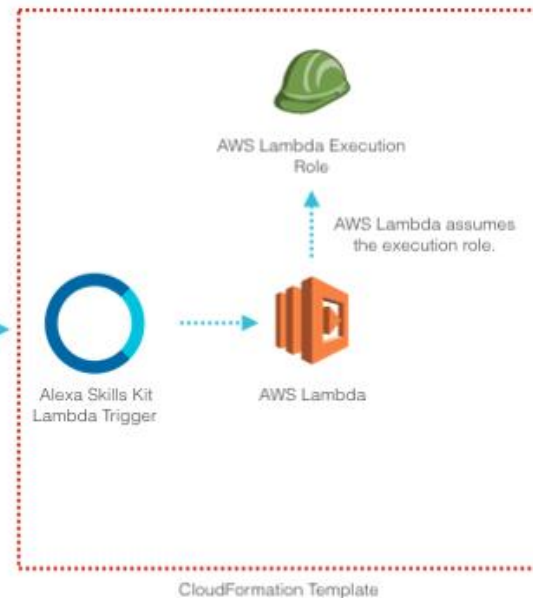 AWS Lambda Execution
Role
AWS Lambda assumes
the execution role.
Alexa Skills Kit
Lambda Trigger
AWS Lambda
CloudFormation Template